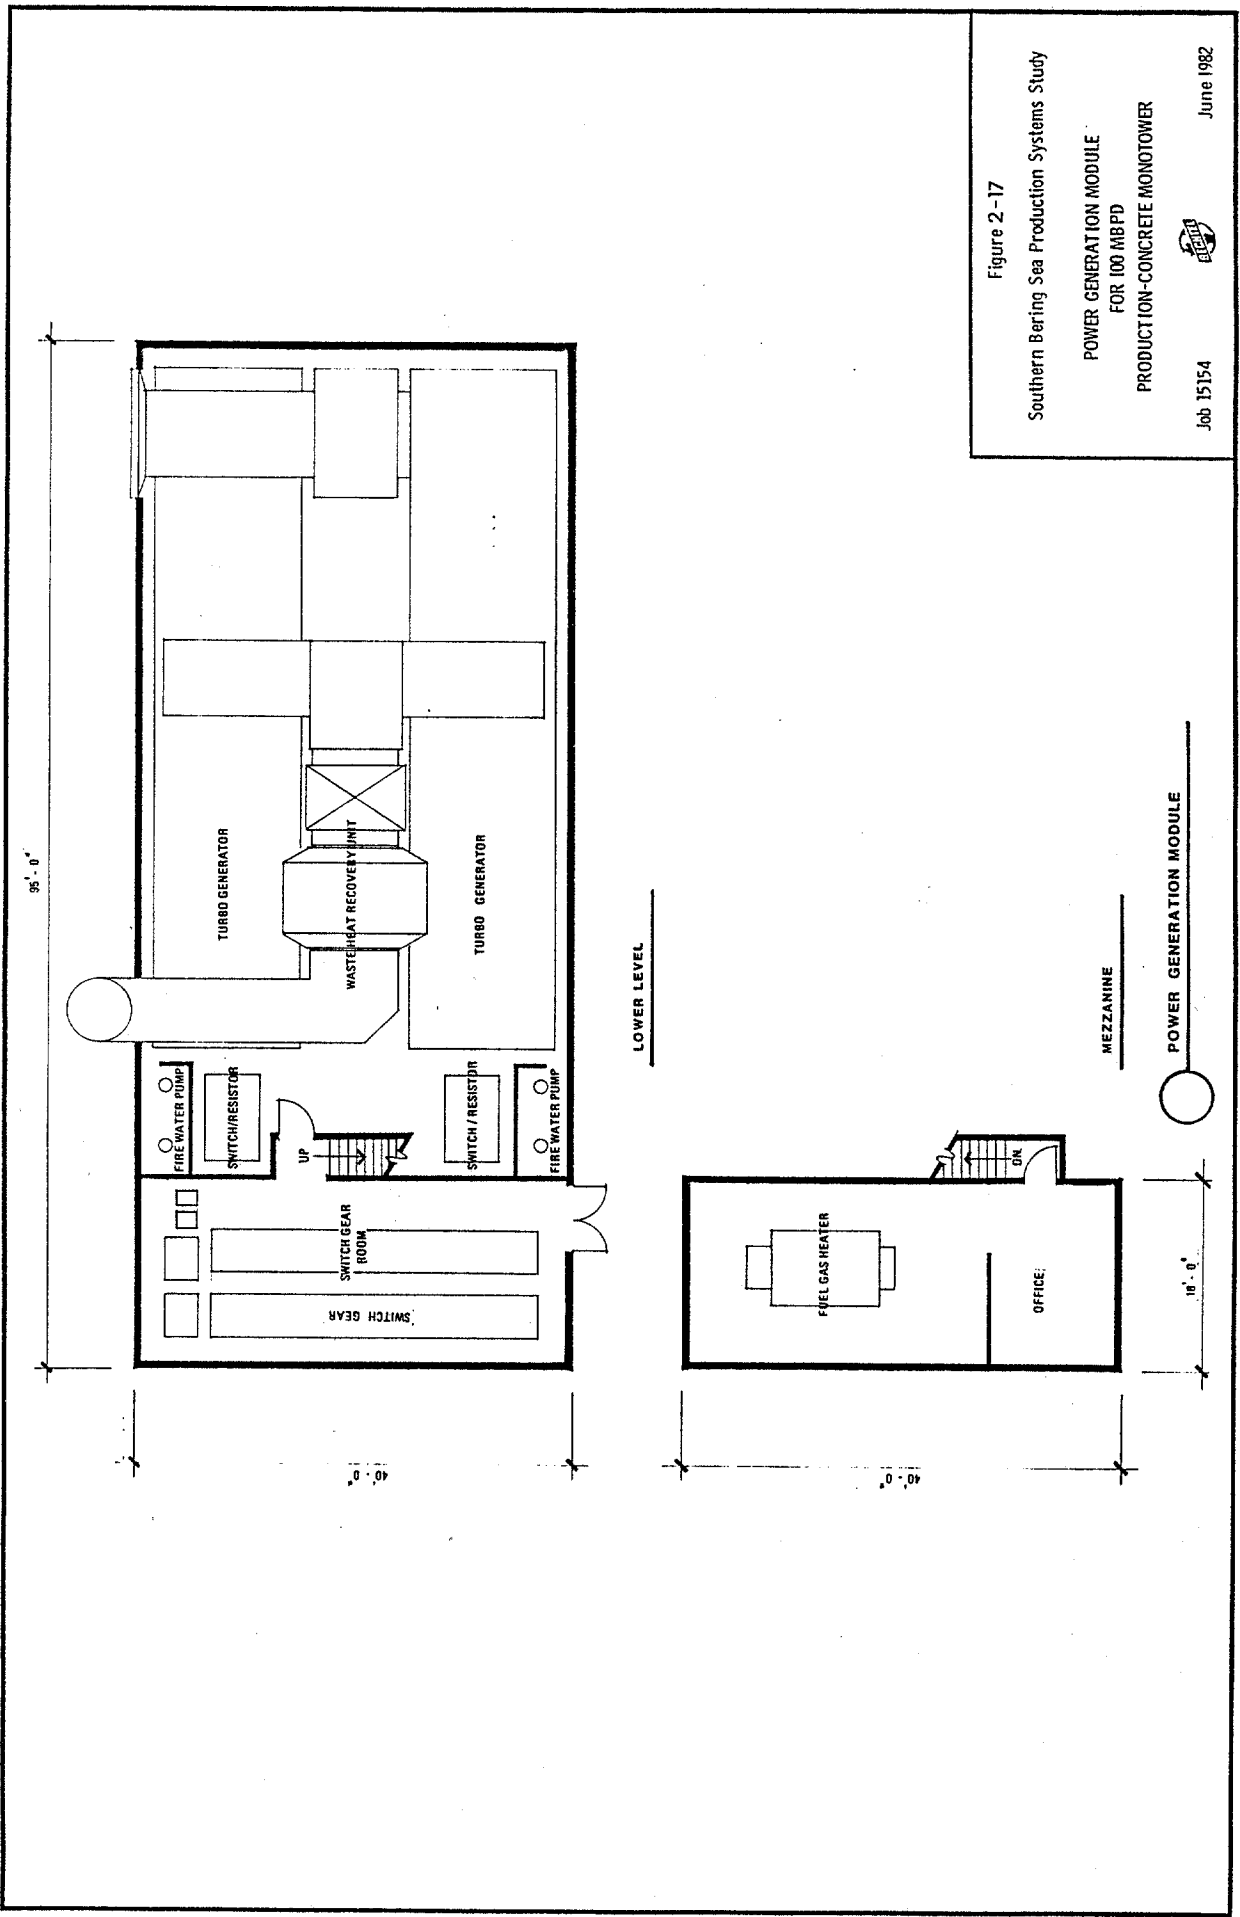 95'-0"
TURBO GENERATOR
WASTE HEAT RECOVERY UNIT
TURBO GENERATOR
FIRE WATER PUMP
SWITCH/RESISTOR
UP
SWITCH / RESISTOR
FIRE WATER PUMP
SWITCH GEAR
ROOM
SWITCH GEAR
40'-0"
LOWER LEVEL
FUEL GAS HEATER
OFFICE
DN.
40'-0"
18'-0"
MEZZANINE
POWER GENERATION MODULE
Figure 2-17
Southern Bering Sea Production Systems Study
POWER GENERATION MODULE
FOR 100 MBPD
PRODUCTION-CONCRETE MONOTOWER
BECHTEL
Job 15154
June 1982